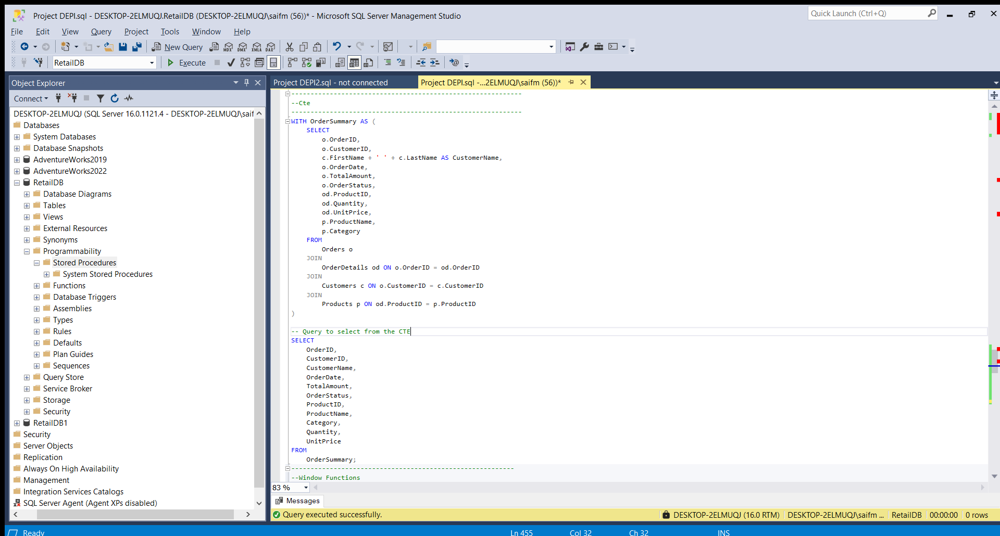 Project DEPI.sql - DESKTOP-2ELMUQJ.RetailDB (DESKTOP-2ELMUQJ\saifm (56))* - Microsoft SQL Server Management Studio
Quick Launch (Ctrl+Q)
File Edit View Query Project Tools Window Help
New Query MDX DMX XMLA DAX
RetailDB Execute
Object Explorer
Connect
DESKTOP-2ELMUQJ (SQL Server 16.0.1121.4 - DESKTOP-2ELMUQJ\saif
Databases
System Databases
Database Snapshots
AdventureWorks2019
AdventureWorks2022
RetailDB
Database Diagrams
Tables
Views
External Resources
Synonyms
Programmability
Stored Procedures
System Stored Procedures
Functions
Database Triggers
Assemblies
Types
Rules
Defaults
Plan Guides
Sequences
Query Store
Service Broker
Storage
Security
RetailDB1
Security
Server Objects
Replication
Always On High Availability
Management
Integration Services Catalogs
SQL Server Agent (Agent XPs disabled)
Project DEPI2.sql - not connected
Project DEPI.sql -...2ELMUQJ\saifm (56))*
------------------------------------------------------------
--Cte
------------------------------------------------------------
WITH OrderSummary AS (
SELECT
o.OrderID,
o.CustomerID,
c.FirstName + ' ' + c.LastName AS CustomerName,
o.OrderDate,
o.TotalAmount,
o.OrderStatus,
od.ProductID,
od.Quantity,
od.UnitPrice,
p.ProductName,
p.Category
FROM
Orders o
JOIN
OrderDetails od ON o.OrderID = od.OrderID
JOIN
Customers c ON o.CustomerID = c.CustomerID
JOIN
Products p ON od.ProductID = p.ProductID
)
-- Query to select from the CTE
SELECT
OrderID,
CustomerID,
CustomerName,
OrderDate,
TotalAmount,
OrderStatus,
ProductID,
ProductName,
Category,
Quantity,
UnitPrice
FROM
OrderSummary;
----------------------------------------------------------
--Window Functions
83 %
Messages
Query executed successfully.
DESKTOP-2ELMUQJ (16.0 RTM) DESKTOP-2ELMUQJ\saifm ... RetailDB 00:00:00 0 rows
Ready Ln 455 Col 32 Ch 32 INS